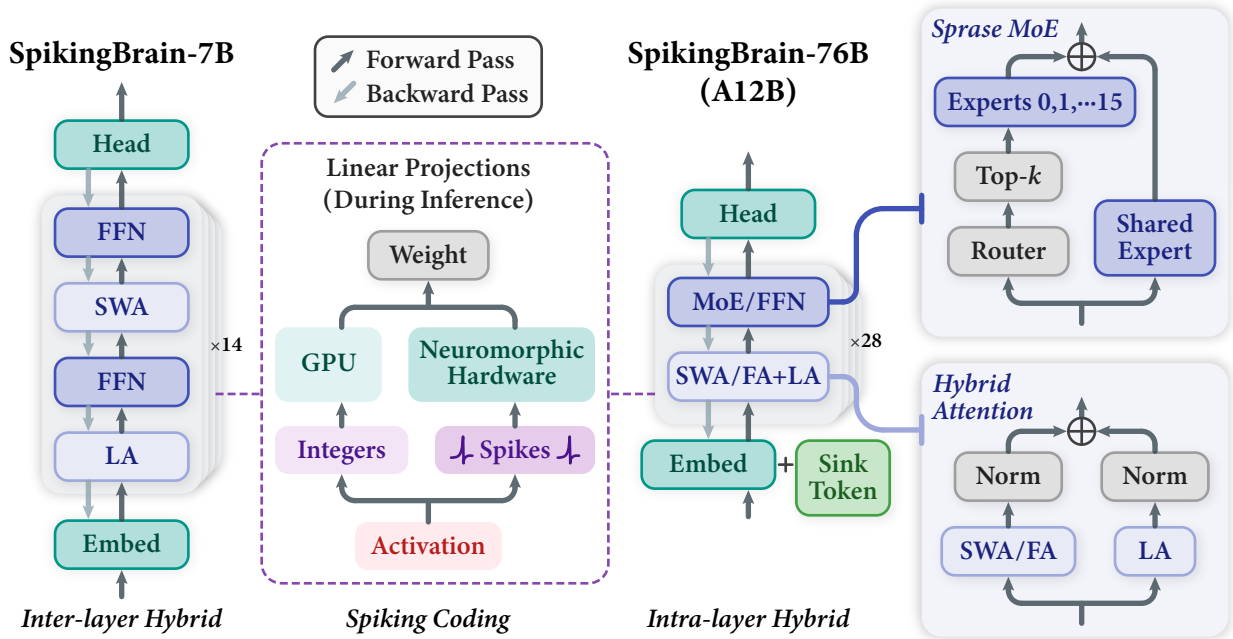 SpikingBrain-7B
Head
FFN
SWA
FFN
LA
×14
Embed
Inter-layer Hybrid
Forward Pass
Backward Pass
Linear Projections
(During Inference)
Weight
GPU
Neuromorphic
Hardware
Integers
Spikes
Activation
Spiking Coding
SpikingBrain-76B
(A12B)
Head
MoE/FFN
SWA/FA+LA
×28
Embed
+
Sink
Token
Intra-layer Hybrid
Sprase MoE
Experts 0,1,···15
Top-k
Router
Shared
Expert
Hybrid
Attention
Norm
Norm
SWA/FA
LA